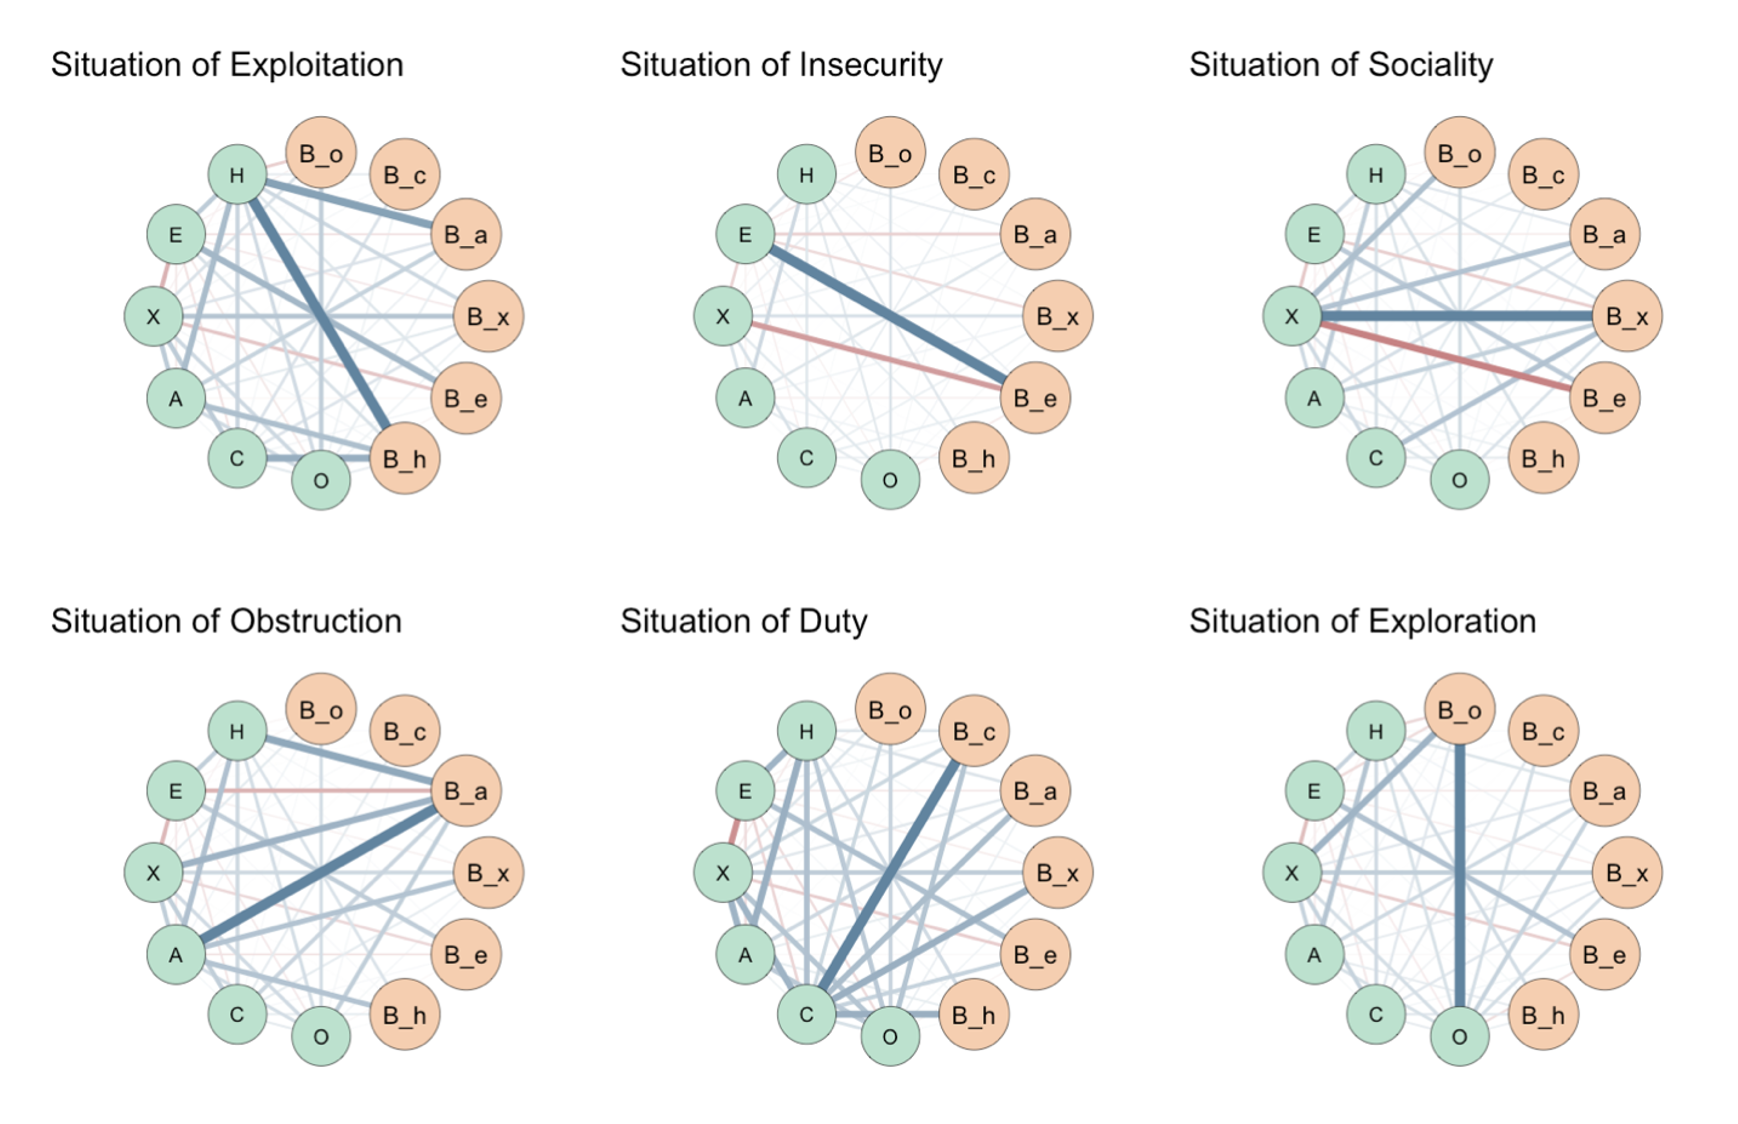 Situation of Exploitation
H
B_o
B_c
E
B_a
X
B_x
A
B_e
C
O
B_h
Situation of Insecurity
H
B_o
B_c
E
B_a
X
B_x
A
B_e
C
O
B_h
Situation of Sociality
H
B_o
B_c
E
B_a
X
B_x
A
B_e
C
O
B_h
Situation of Obstruction
H
B_o
B_c
E
B_a
X
B_x
A
B_e
C
O
B_h
Situation of Duty
H
B_o
B_c
E
B_a
X
B_x
A
B_e
C
O
B_h
Situation of Exploration
H
B_o
B_c
E
B_a
X
B_x
A
B_e
C
O
B_h